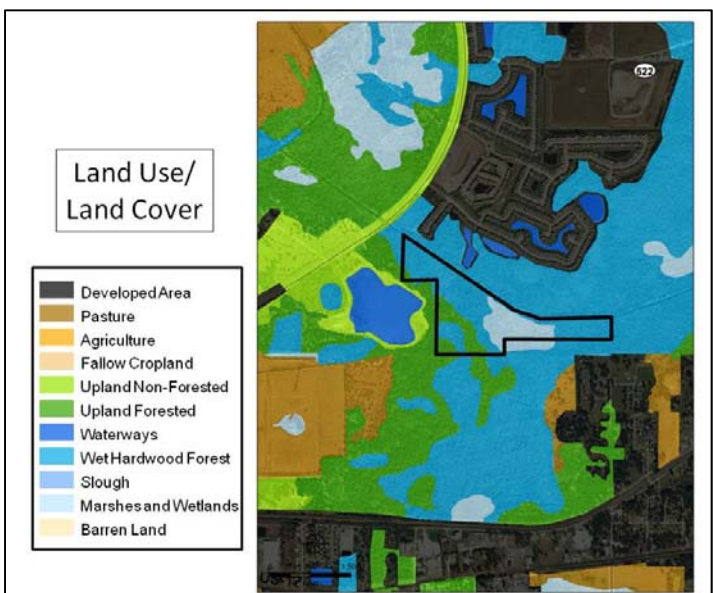 522
Land Use/
Land Cover
Developed Area
Pasture
Agriculture
Fallow Cropland
Upland Non-Forested
Upland Forested
Waterways
Wet Hardwood Forest
Slough
Marshes and Wetlands
Barren Land